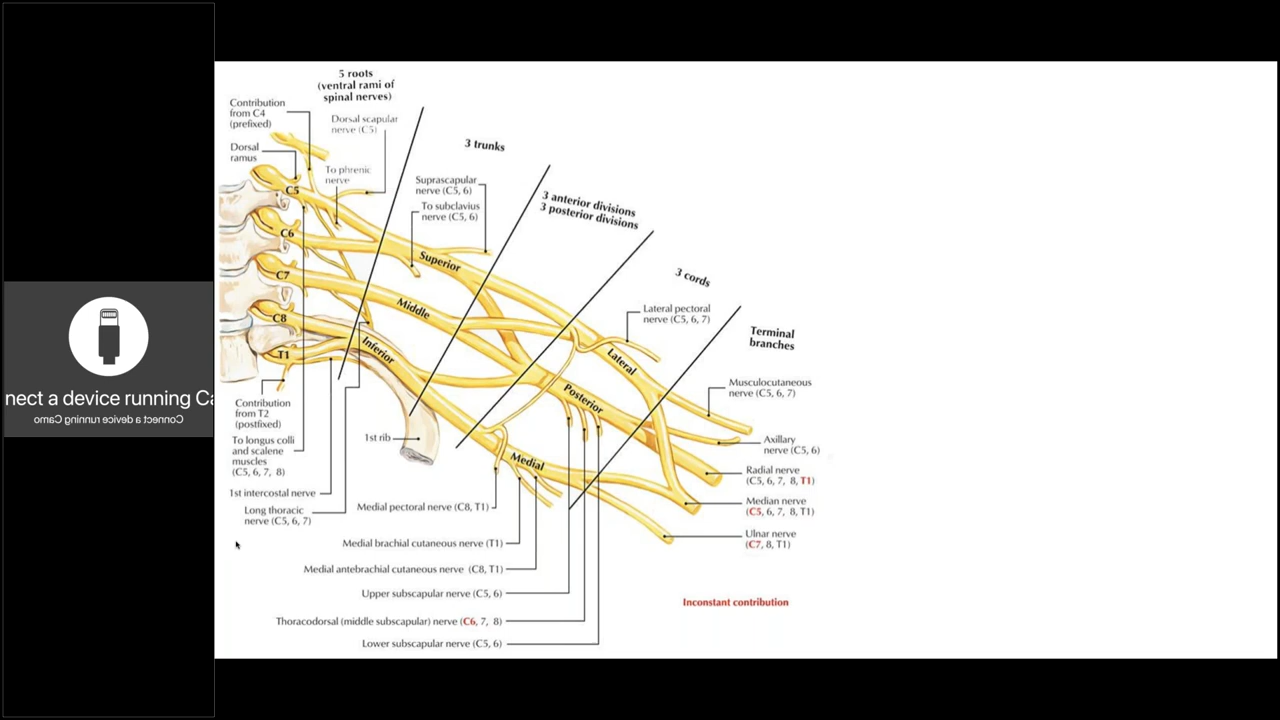 5 roots
(ventral rami of
spinal nerves)
Contribution
from C4
(prefixed)
Dorsal scapular
nerve (C5)
3 trunks
Dorsal
ramus
To phrenic
nerve
Suprascapular
nerve (C5, 6)
To subclavius
nerve (C5, 6)
3 anterior divisions
3 posterior divisions
3 cords
C5
C6
C7
C8
T1
Superior
Middle
Inferior
Lateral pectoral
nerve (C5, 6, 7)
Terminal
branches
Lateral
Posterior
Medial
Musculocutaneous
nerve (C5, 6, 7)
Axillary
nerve (C5, 6)
Radial nerve
(C5, 6, 7, 8, T1)
Median nerve
(C5, 6, 7, 8, T1)
Ulnar nerve
(C7, 8, T1)
Contribution
from T2
(postfixed)
To longus colli
and scalene
muscles
(C5, 6, 7, 8)
1st rib
1st intercostal nerve
Long thoracic
nerve (C5, 6, 7)
Medial pectoral nerve (C8, T1)
Medial brachial cutaneous nerve (T1)
Medial antebrachial cutaneous nerve (C8, T1)
Upper subscapular nerve (C5, 6)
Thoracodorsal (middle subscapular) nerve (C6, 7, 8)
Lower subscapular nerve (C5, 6)
Inconstant contribution
nect a device running Ca
Connect a device running Camo